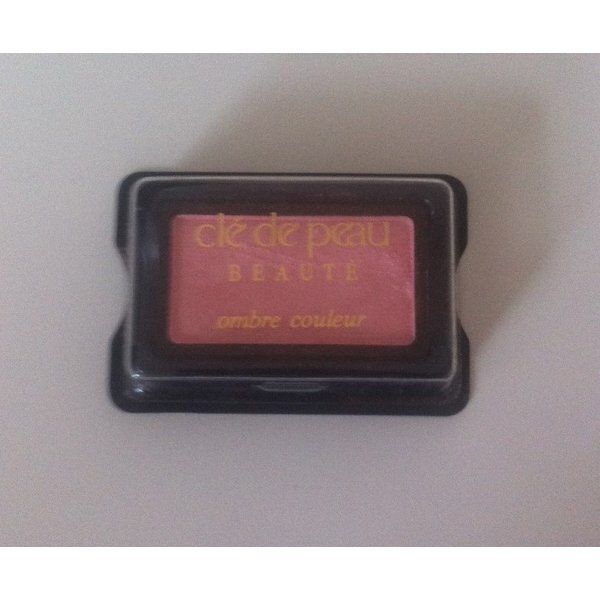 clé de peau
BEAUTÉ
ombre couleur